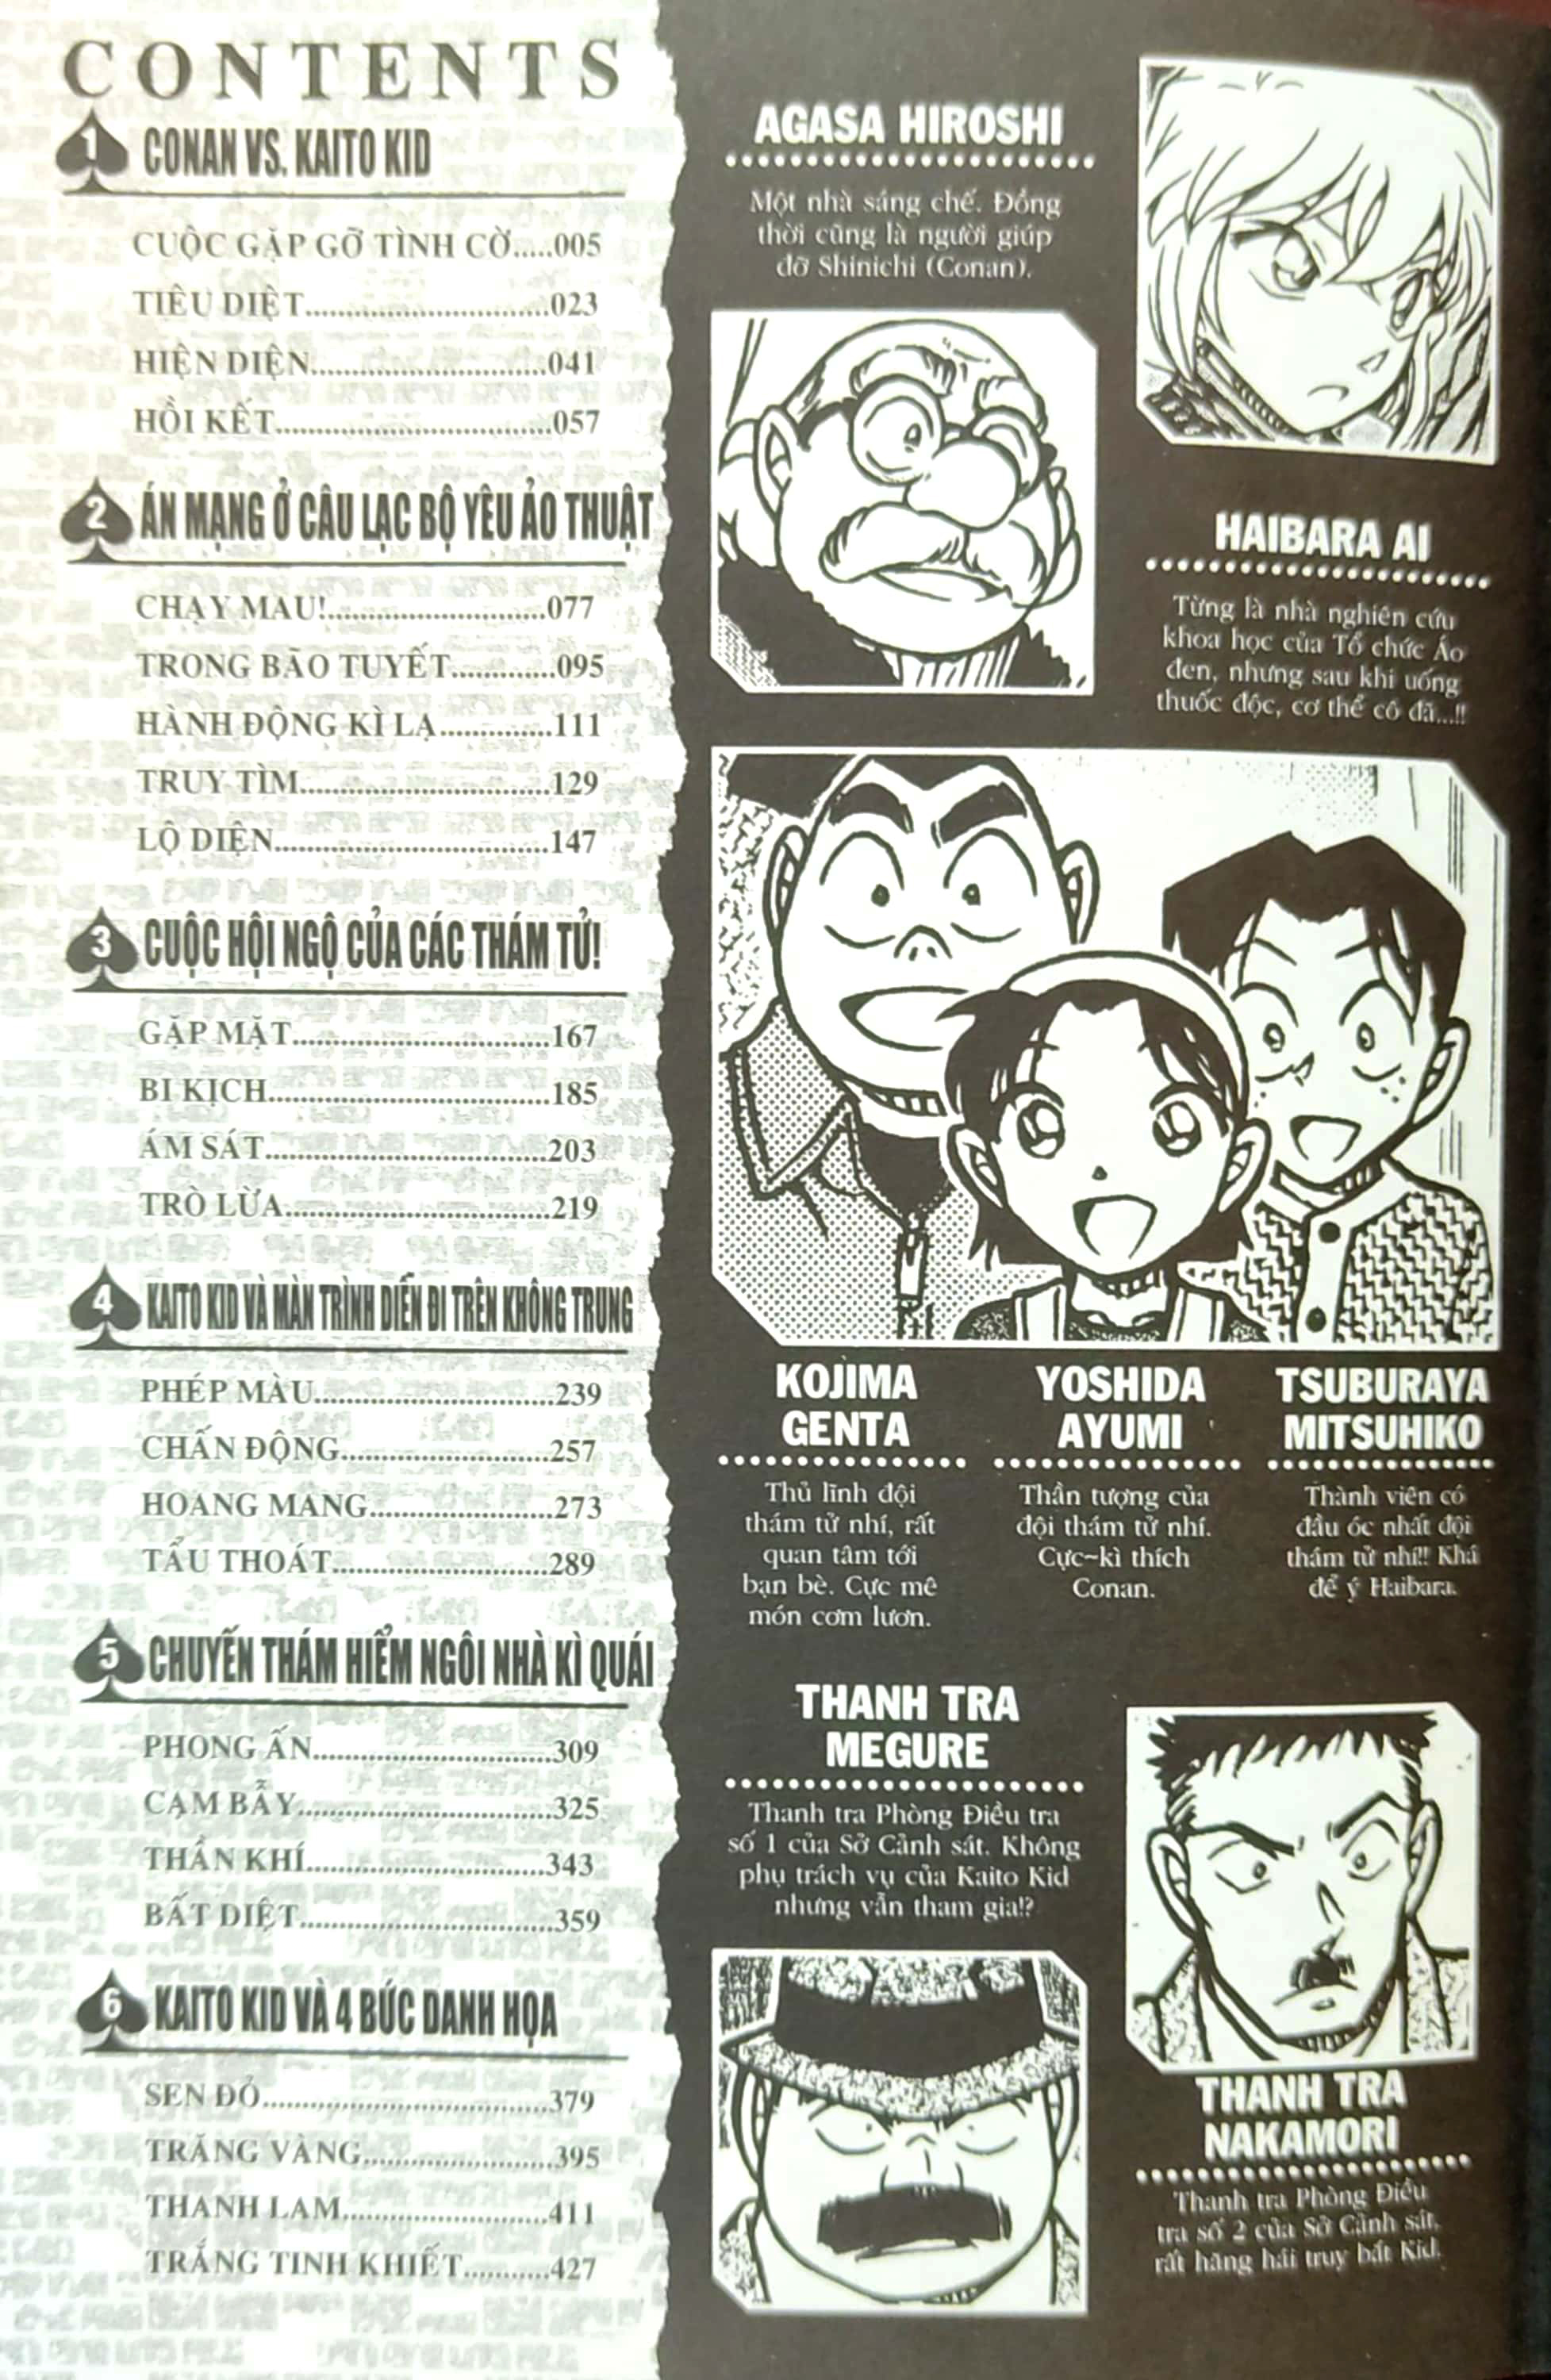 CONTENTS
1 CONAN VS. KAITO KID
CUỘC GẶP GỠ TÌNH CỜ.....005
TIÊU DIỆT..............................023
HIỆN DIỆN.............................041
HỒI KẾT..................................057
2 ÁN MẠNG Ở CÂU LẠC BỘ YÊU ẢO THUẬT
CHẠY MAU!...........................077
TRONG BÃO TUYẾT.............095
HÀNH ĐỘNG KÌ LẠ..............111
TRUY TÌM...............................129
LỘ DIỆN..................................147
3 CUỘC HỘI NGỘ CỦA CÁC THÁM TỬ!
GẶP MẶT................................167
BI KỊCH...................................185
ÁM SÁT...................................203
TRÒ LỪA.................................219
4 KAITO KID VÀ MÀN TRÌNH DIỄN ĐI TRÊN KHÔNG TRUNG
PHÉP MÀU..............................239
CHẤN ĐỘNG..........................257
HOANG MANG.......................273
TẨU THOÁT...........................289
5 CHUYẾN THÁM HIỂM NGÔI NHÀ KÌ QUÁI
PHONG ẤN..............................309
CẠM BẪY................................325
THẦN KHÍ..............................343
BẤT DIỆT................................359
6 KAITO KID VÀ 4 BỨC DANH HỌA
SEN ĐỎ....................................379
TRĂNG VÀNG........................395
THANH LAM..........................411
TRẮNG TINH KHIẾT...........427
AGASA HIROSHI
Một nhà sáng chế. Đồng
thời cũng là người giúp
đỡ Shinichi (Conan).
HAIBARA AI
Từng là nhà nghiên cứu
khoa học của Tổ chức Áo
đen, nhưng sau khi uống
thuốc độc, cơ thể cô đã...!!
KOJIMA
GENTA
Thủ lĩnh đội
thám tử nhí, rất
quan tâm tới
bạn bè. Cực mê
món cơm lươn.
YOSHIDA
AYUMI
Thần tượng của
đội thám tử nhí.
Cực~kì thích
Conan.
TSUBURAYA
MITSUHIKO
Thành viên có
đầu óc nhất đội
thám tử nhí!! Khá
để ý Haibara.
THANH TRA
MEGURE
Thanh tra Phòng Điều tra
số 1 của Sở Cảnh sát. Không
phụ trách vụ của Kaito Kid
nhưng vẫn tham gia!?
THANH TRA
NAKAMORI
Thanh tra Phòng Điều
tra số 2 của Sở Cảnh sát,
rất hăng hái truy bắt Kid.